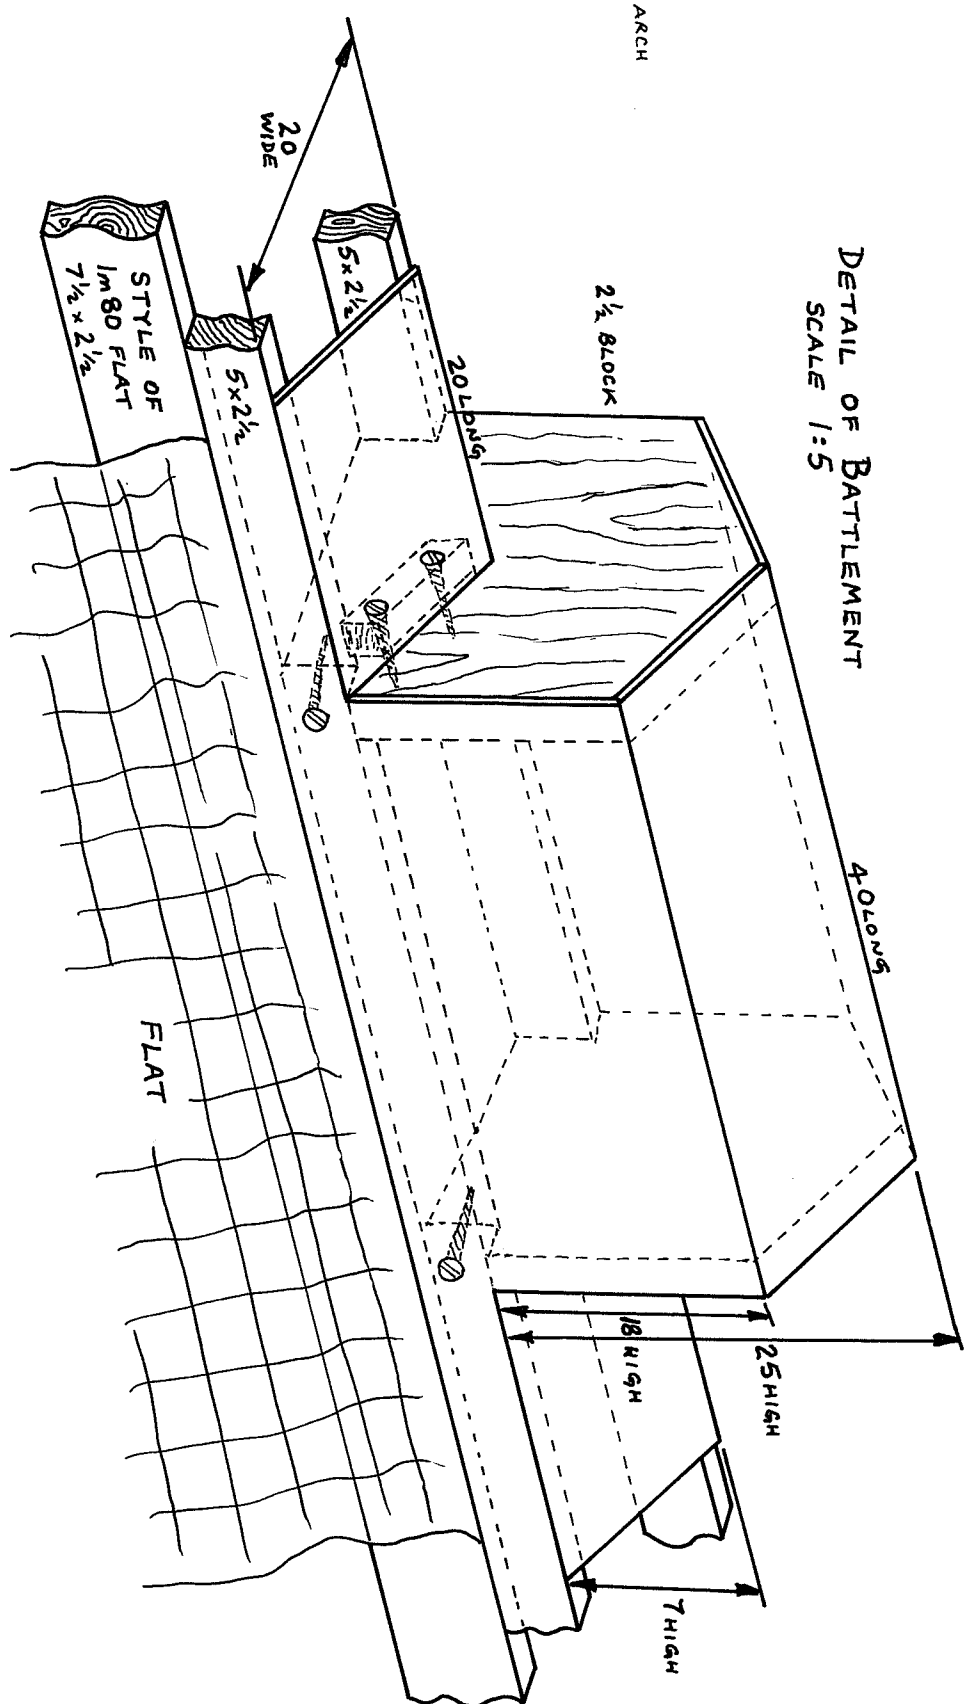 ARCH
DETAIL OF BATTLEMENT
SCALE 1:5
2½ BLOCK
20 LONG
40 LONG
20
WIDE
5 x 2½
5 x 2½
STYLE OF
1m80 FLAT
7½ x 2½
FLAT
18 HIGH
25 HIGH
7 HIGH